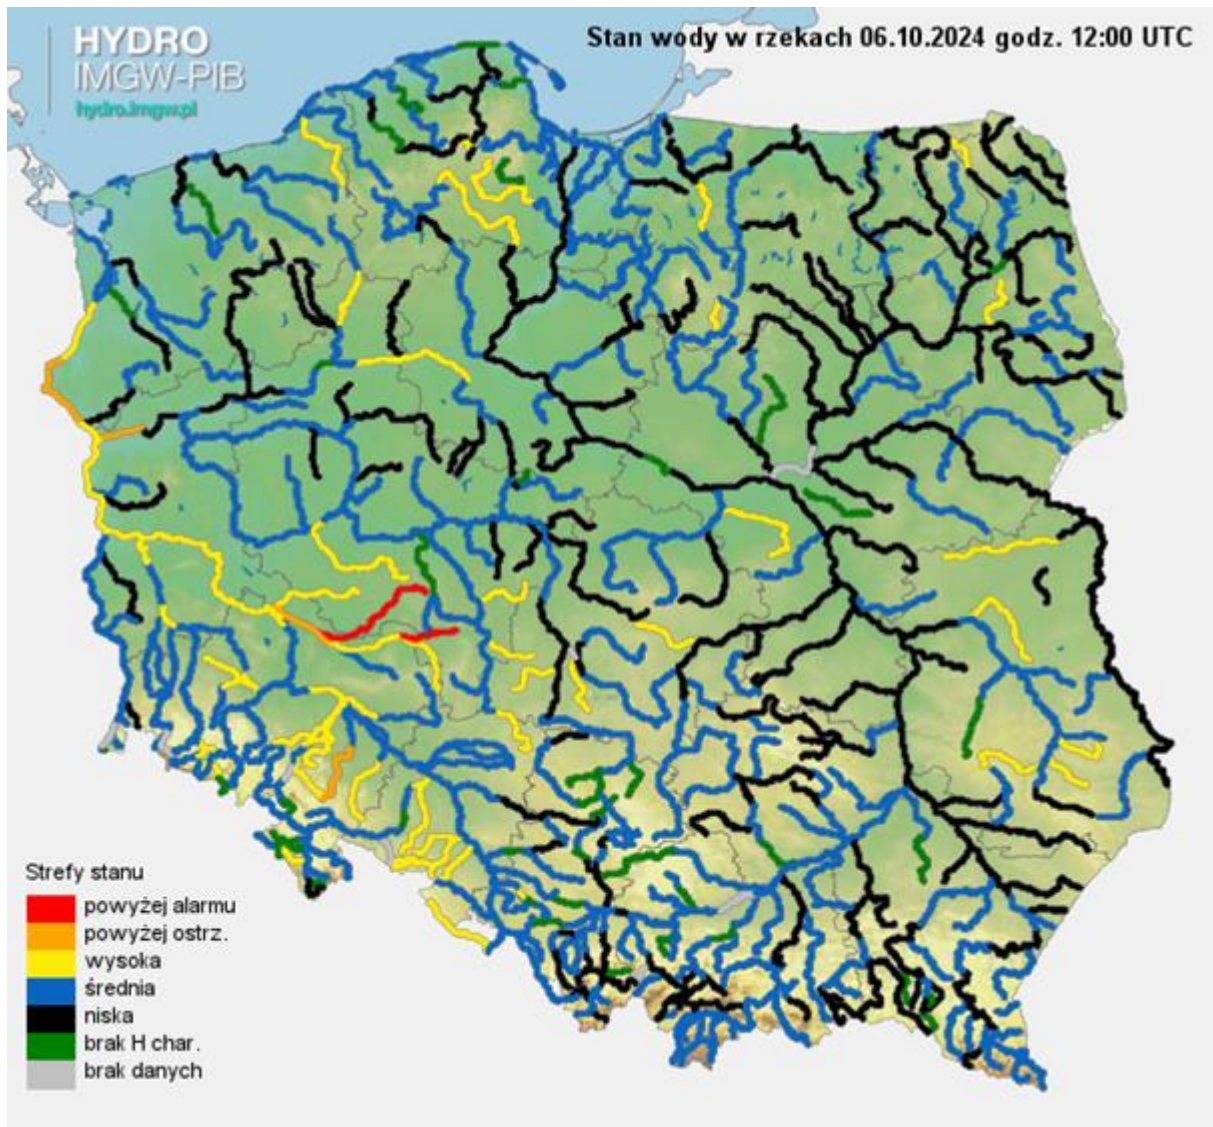 HYDRO
IMGW-PIB
hydro.imgw.pl
Stan wody w rzekach 06.10.2024 godz. 12:00 UTC
Strefy stanu
powyżej alarmu
powyżej ostrz.
wysoka
średnia
niska
brak H char.
brak danych